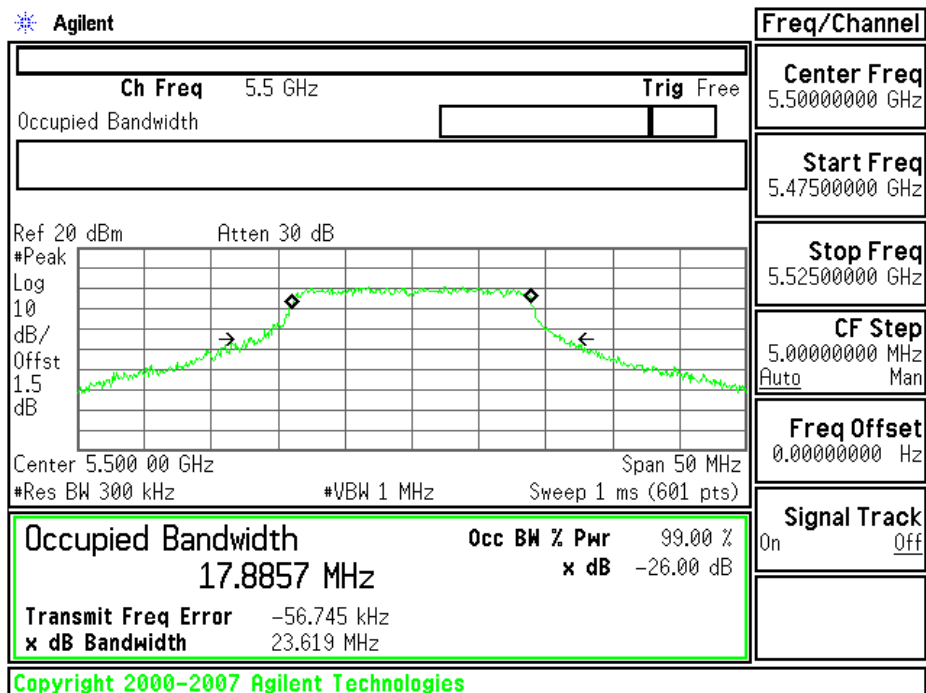 Agilent
Freq/Channel
Ch Freq 5.5 GHz Trig Free
Occupied Bandwidth
Center Freq
5.50000000 GHz
Start Freq
5.47500000 GHz
Stop Freq
5.52500000 GHz
CF Step
5.00000000 MHz
Auto Man
Freq Offset
0.00000000 Hz
Signal Track
On Off
Ref 20 dBm Atten 30 dB
#Peak
Log
10
dB/
Offst
1.5
dB
Center 5.500 00 GHz Span 50 MHz
#Res BW 300 kHz #VBW 1 MHz Sweep 1 ms (601 pts)
Occupied Bandwidth Occ BW % Pwr 99.00 %
17.8857 MHz x dB -26.00 dB
Transmit Freq Error -56.745 kHz
x dB Bandwidth 23.619 MHz
Copyright 2000-2007 Agilent Technologies